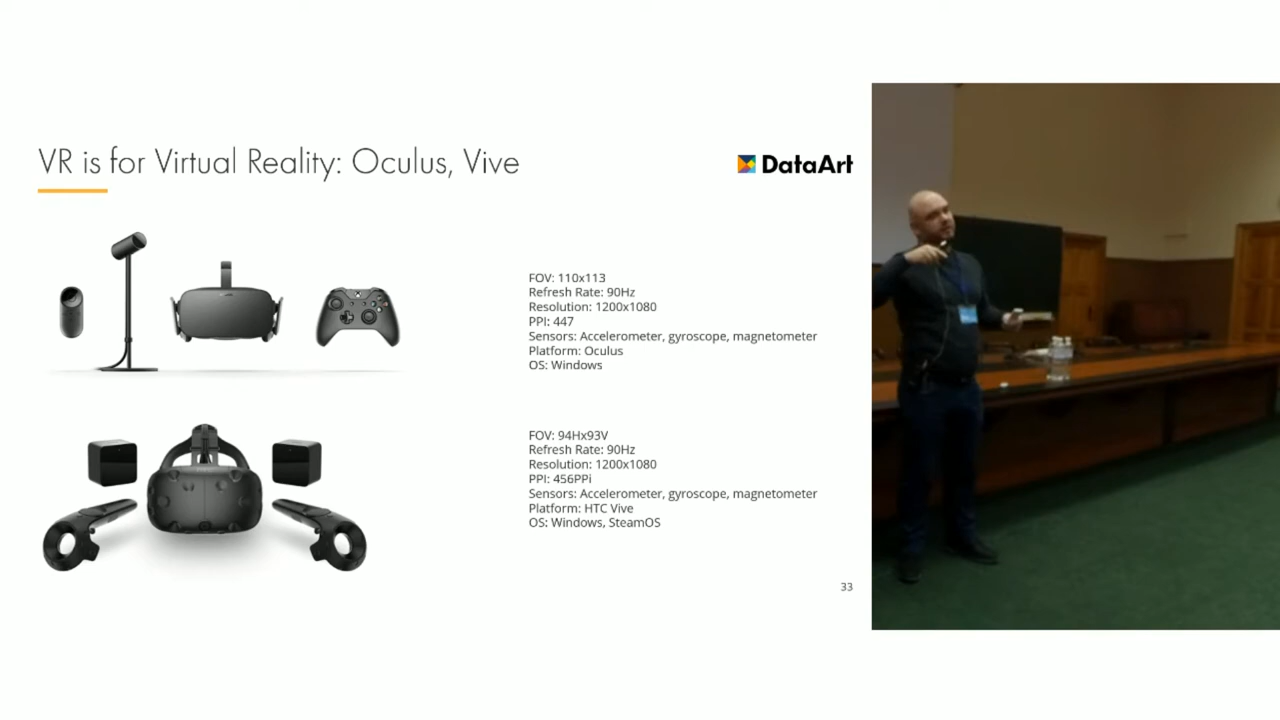 VR is for Virtual Reality: Oculus, Vive
DataArt
FOV: 110x113
Refresh Rate: 90Hz
Resolution: 1200x1080
PPI: 447
Sensors: Accelerometer, gyroscope, magnetometer
Platform: Oculus
OS: Windows
FOV: 94Hx93V
Refresh Rate: 90Hz
Resolution: 1200x1080
PPI: 456PPi
Sensors: Accelerometer, gyroscope, magnetometer
Platform: HTC Vive
OS: Windows, SteamOS
33